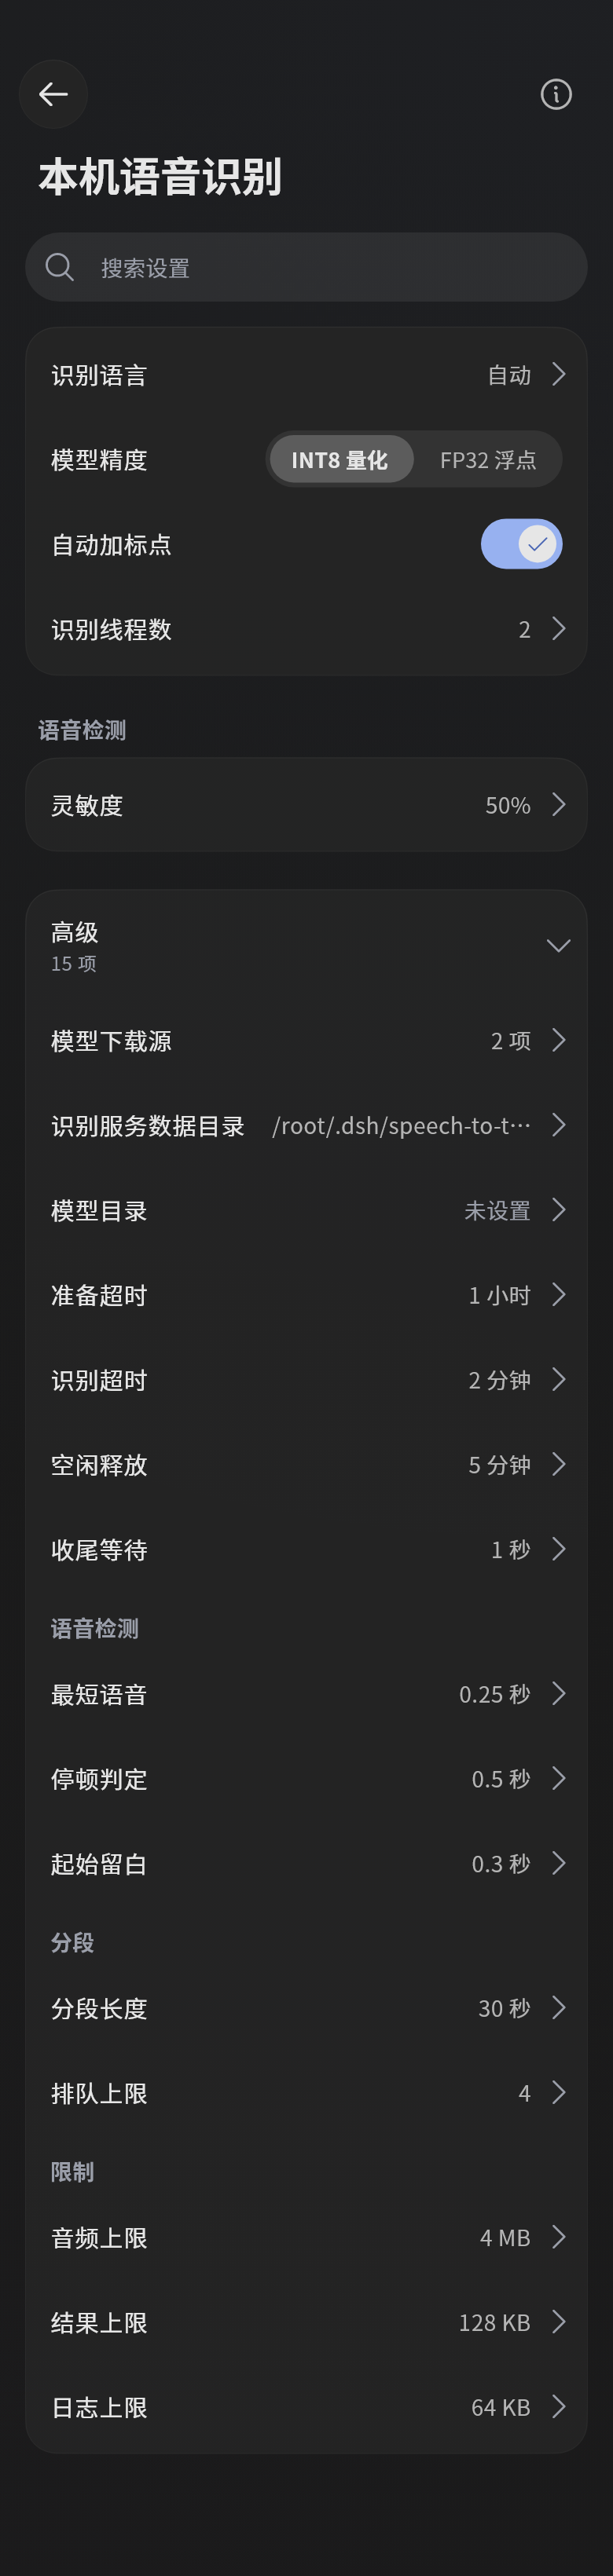 本机语音识别
搜索设置
识别语言 自动
模型精度 INT8 量化 FP32 浮点
自动加标点
识别线程数 2
语音检测
灵敏度 50%
高级
15 项
模型下载源 2 项
识别服务数据目录 /root/.dsh/speech-to-t…
模型目录 未设置
准备超时 1 小时
识别超时 2 分钟
空闲释放 5 分钟
收尾等待 1 秒
语音检测
最短语音 0.25 秒
停顿判定 0.5 秒
起始留白 0.3 秒
分段
分段长度 30 秒
排队上限 4
限制
音频上限 4 MB
结果上限 128 KB
日志上限 64 KB